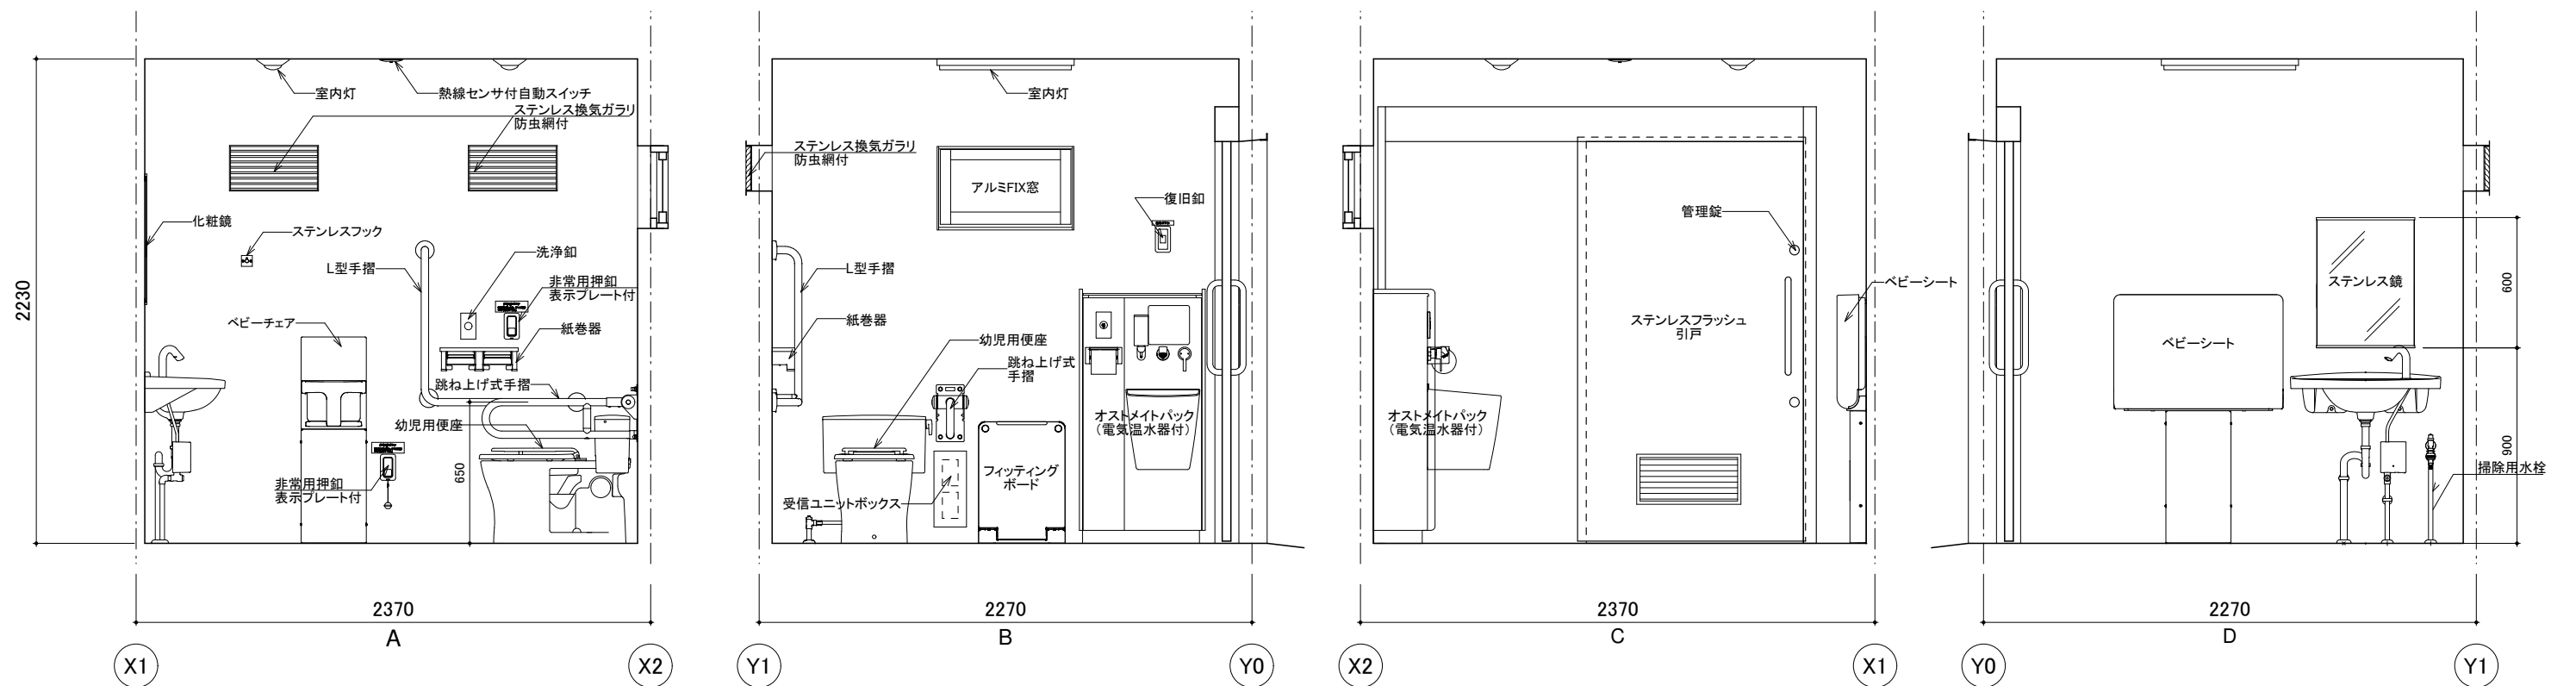 室内灯
熱線センサ付自動スイッチ
ステンレス換気ガラリ
防虫網付
化粧鏡
ステンレスフック
L型手摺
洗浄釦
非常用押釦
表示プレート付
ベビーチェア
紙巻器
跳ね上げ式手摺
幼児用便座
非常用押釦
表示プレート付
650
2230
2370
A
X1
X2
室内灯
ステンレス換気ガラリ
防虫網付
アルミFIX窓
復旧釦
L型手摺
紙巻器
幼児用便座
跳ね上げ式
手摺
オストメイトパック
(電気温水器付)
フィッティング
ボード
受信ユニットボックス
2270
B
Y1
Y0
管理錠
ベビーシート
ステンレスフラッシュ
引戸
オストメイトパック
(電気温水器付)
2370
C
X2
X1
ステンレス鏡
600
ベビーシート
900
掃除用水栓
2270
D
Y0
Y1